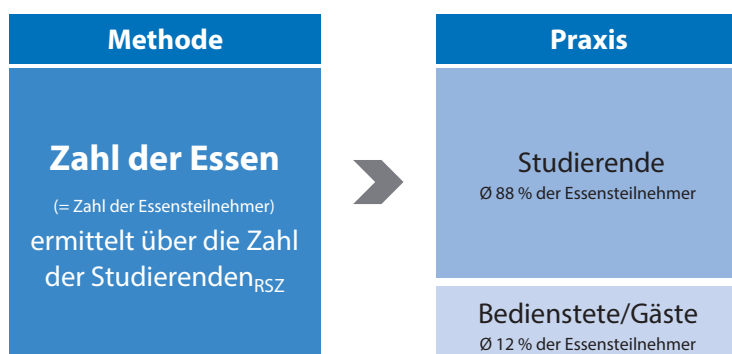 Methode
Zahl der Essen
(= Zahl der Essensteilnehmer)
ermittelt über die Zahl
der StudierendenRSZ
Praxis
Studierende
Ø 88 % der Essensteilnehmer
Bedienstete/Gäste
Ø 12 % der Essensteilnehmer